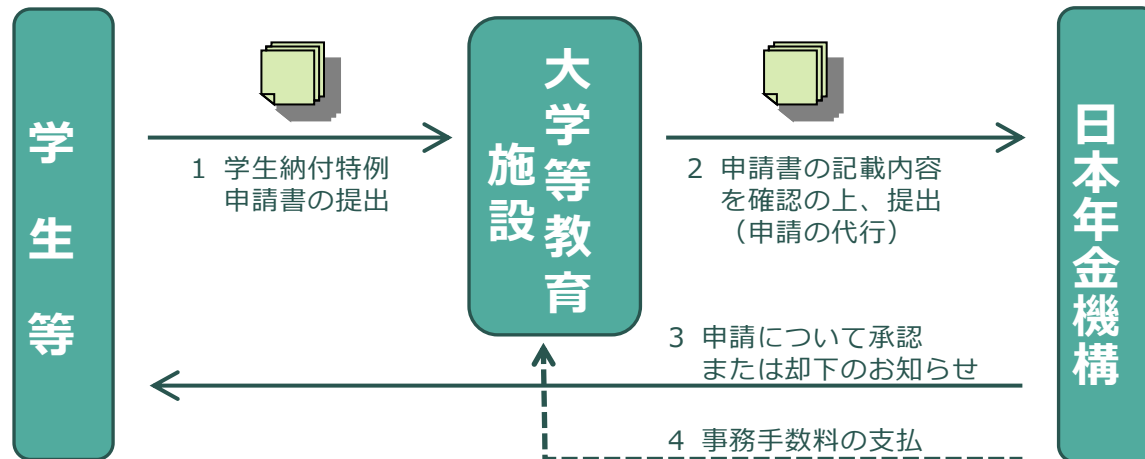 学生等
1 学生納付特例
申請書の提出
大学等教育
施設
2 申請書の記載内容
を確認の上、提出
（申請の代行）
日本年金機構
3 申請について承認
または却下のお知らせ
4 事務手数料の支払